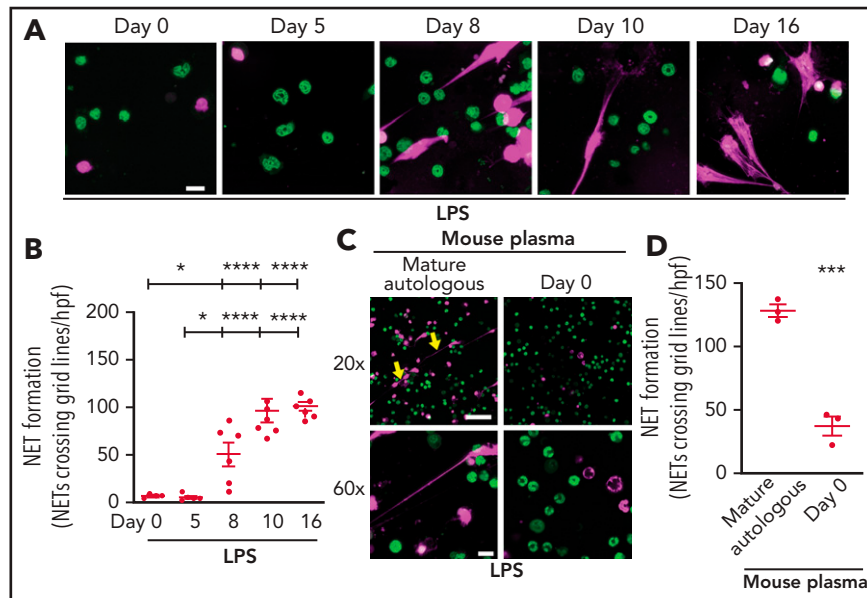 A
Day 0 Day 5 Day 8 Day 10 Day 16
LPS
B
* **** ****
* **** ****
200
150
100
50
0
NET formation
(NETs crossing grid lines/hpf)
Day 0 5 8 10 16
LPS
C
Mouse plasma
Mature
autologous
Day 0
20x
60x
LPS
D
***
150
100
50
0
NET formation
(NETs crossing grid lines/hpf)
Mature
autologous
Day 0
Mouse plasma